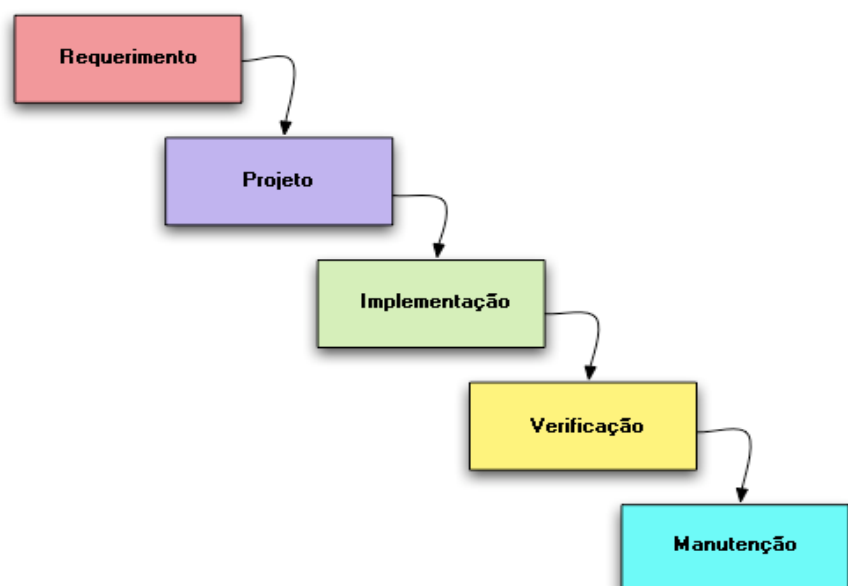 Requerimento
Projeto
Implementação
Verificação
Manutenção